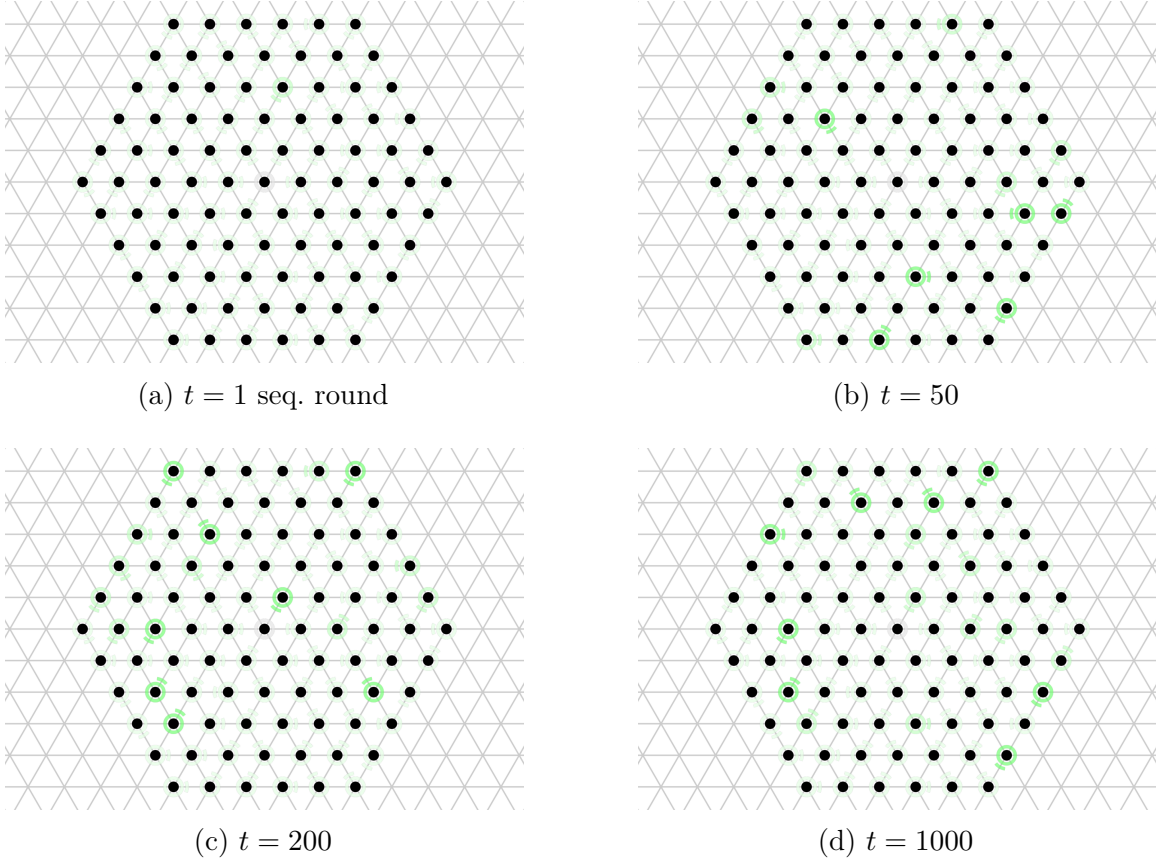 (a) t = 1 seq. round
(b) t = 50
(c) t = 200
(d) t = 1000